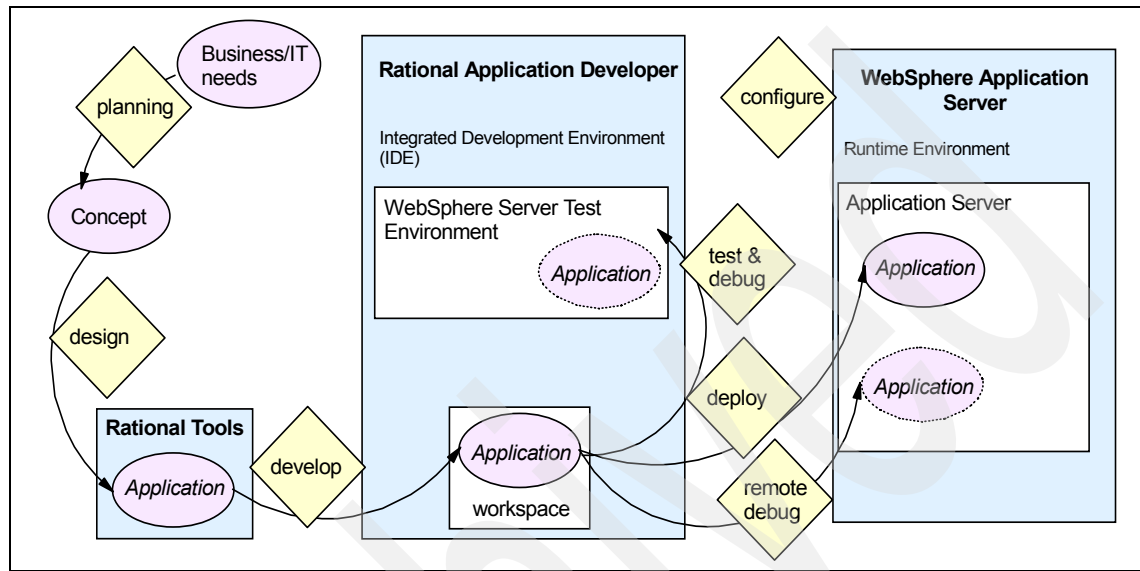 Business/IT
needs
planning
Concept
design
Rational Tools
Application
develop
Rational Application Developer
Integrated Development Environment
(IDE)
WebSphere Server Test
Environment
Application
Application
workspace
test &
debug
deploy
remote
debug
configure
WebSphere Application
Server
Runtime Environment
Application Server
Application
Application